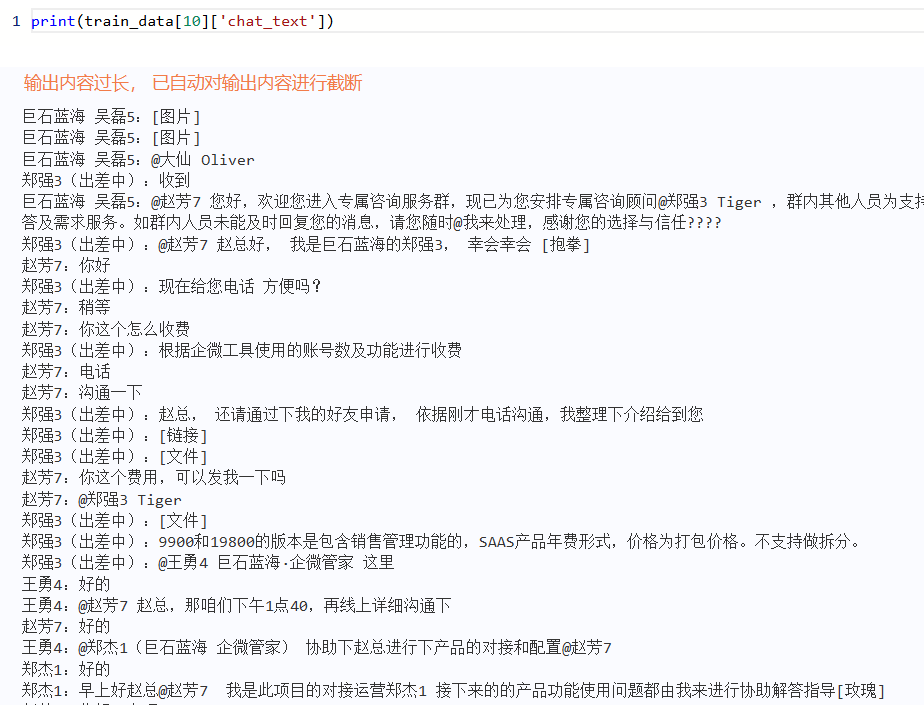 1 print(train_data[10]['chat_text'])
输出内容过长， 已自动对输出内容进行截断
巨石蓝海 吴磊5：[图片]
巨石蓝海 吴磊5：[图片]
巨石蓝海 吴磊5：@大仙 Oliver
郑强3（出差中）：收到
巨石蓝海 吴磊5：@赵芳7 您好，欢迎您进入专属咨询服务群，现已为您安排专属咨询顾问@郑强3 Tiger ，群内其他人员为支持
答及需求服务。如群内人员未能及时回复您的消息，请您随时@我来处理，感谢您的选择与信任????
郑强3（出差中）：@赵芳7 赵总好， 我是巨石蓝海的郑强3， 幸会幸会 [抱拳]
赵芳7：你好
郑强3（出差中）：现在给您电话 方便吗？
赵芳7：稍等
赵芳7：你这个怎么收费
郑强3（出差中）：根据企微工具使用的账号数及功能进行收费
赵芳7：电话
赵芳7：沟通一下
郑强3（出差中）：赵总， 还请通过下我的好友申请， 依据刚才电话沟通，我整理下介绍给到您
郑强3（出差中）：[链接]
郑强3（出差中）：[文件]
赵芳7：你这个费用，可以发我一下吗
赵芳7：@郑强3 Tiger
郑强3（出差中）：[文件]
郑强3（出差中）：9900和19800的版本是包含销售管理功能的，SAAS产品年费形式，价格为打包价格。不支持做拆分。
郑强3（出差中）：@王勇4 巨石蓝海·企微管家 这里
王勇4：好的
王勇4：@赵芳7 赵总，那咱们下午1点40，再线上详细沟通下
赵芳7：好的
王勇4：@郑杰1（巨石蓝海 企微管家） 协助下赵总进行下产品的对接和配置@赵芳7
郑杰1：好的
郑杰1：早上好赵总@赵芳7  我是此项目的对接运营郑杰1 接下来的的产品功能使用问题都由我来进行协助解答指导[玫瑰]